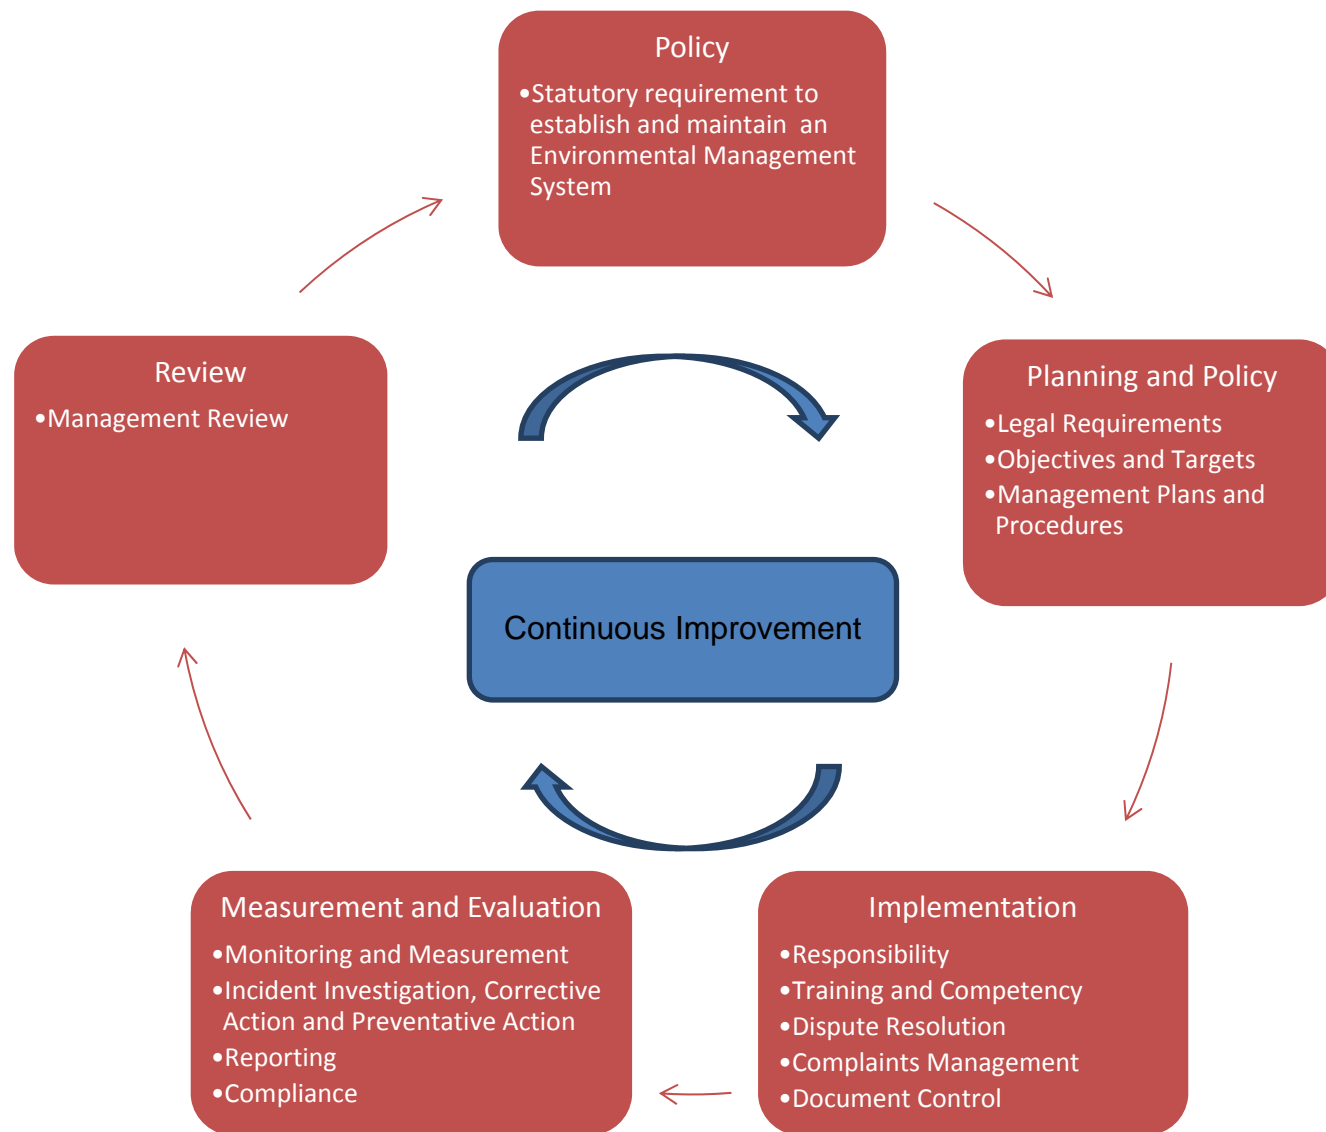 Policy
•Statutory requirement to
establish and maintain an
Environmental Management
System
Review
•Management Review
Planning and Policy
•Legal Requirements
•Objectives and Targets
•Management Plans and
Procedures
Continuous Improvement
Measurement and Evaluation
•Monitoring and Measurement
•Incident Investigation, Corrective
Action and Preventative Action
•Reporting
•Compliance
Implementation
•Responsibility
•Training and Competency
•Dispute Resolution
•Complaints Management
•Document Control